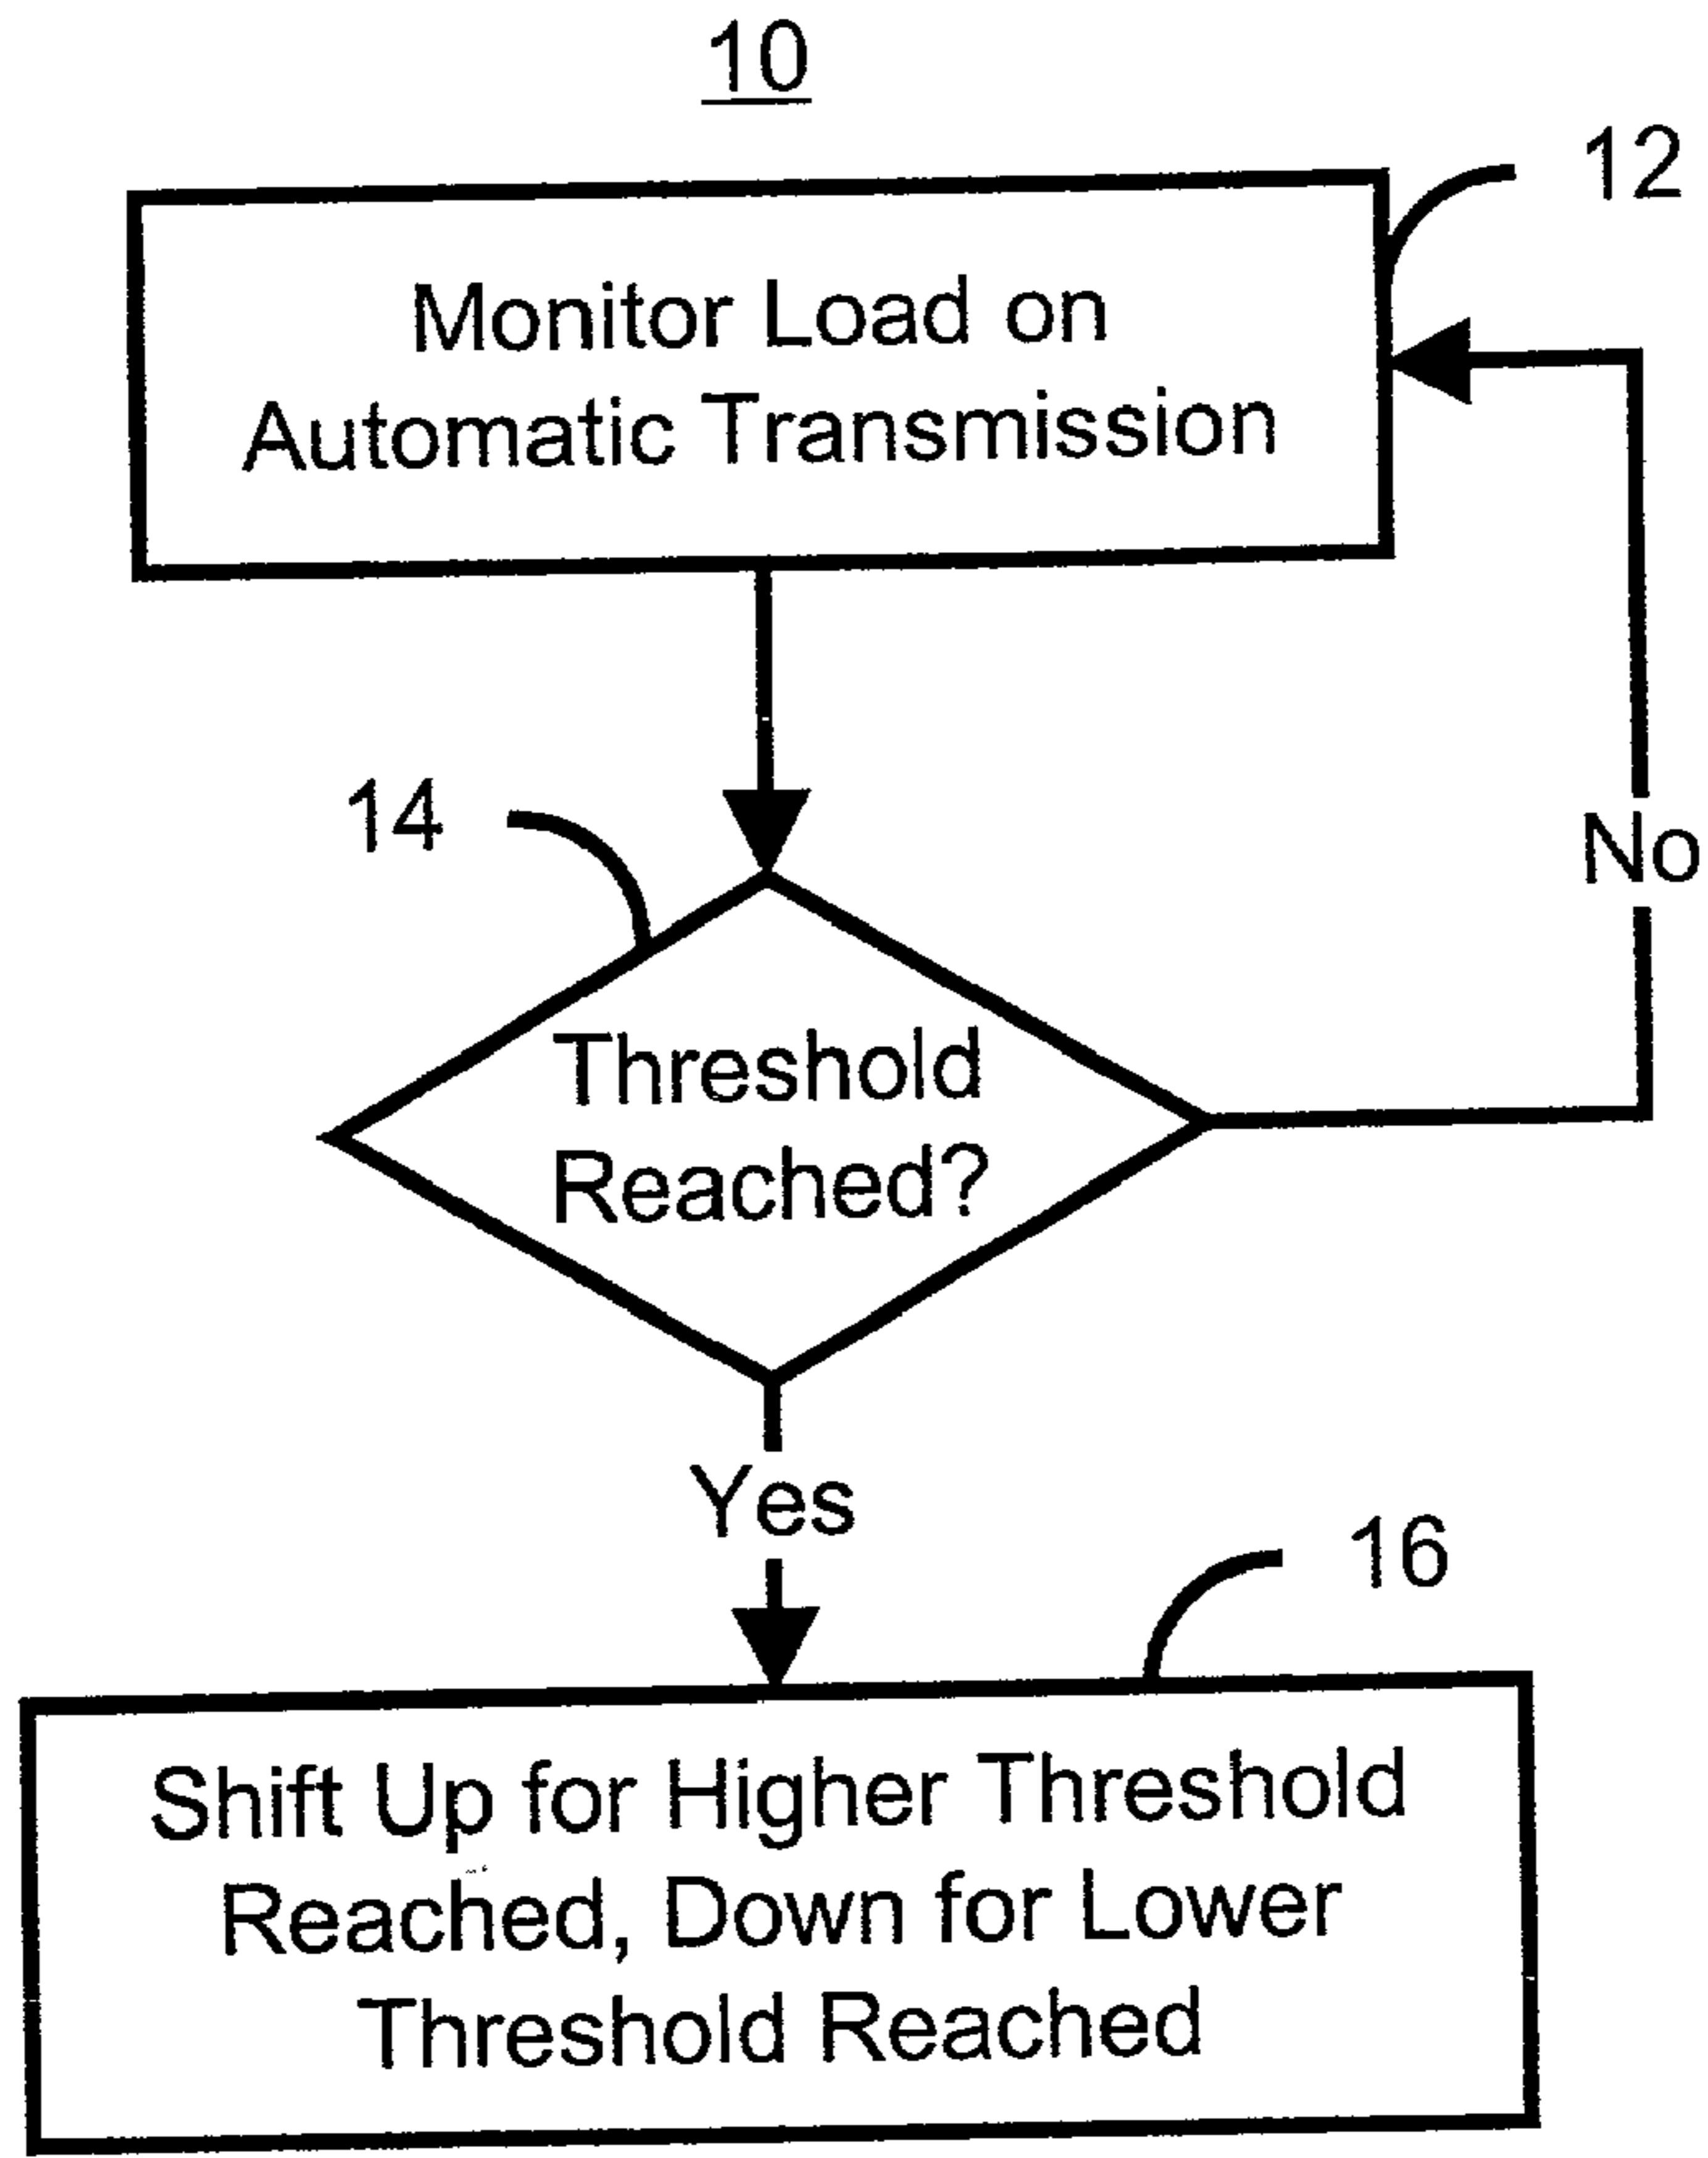 10
12
Monitor Load on
Automatic Transmission
14
No
Threshold
Reached?
Yes
16
Shift Up for Higher Threshold
Reached, Down for Lower
Threshold Reached